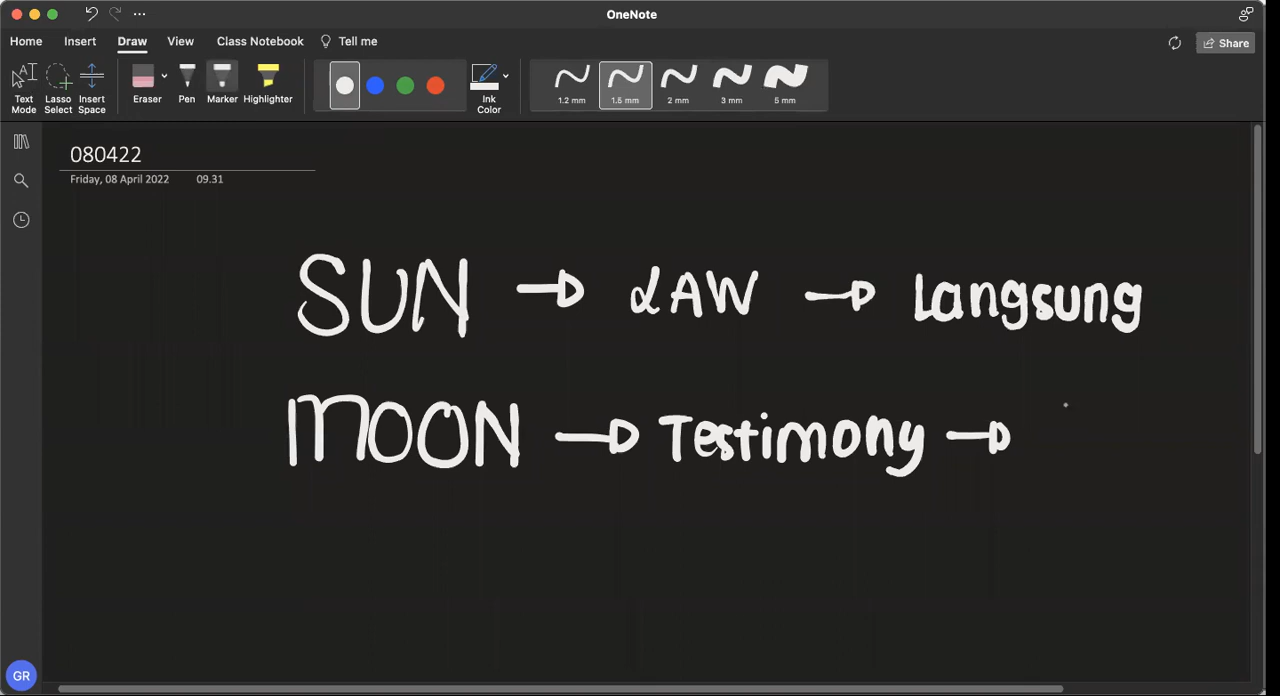 OneNote
Home Insert Draw View Class Notebook Tell me
Share
Text Mode
Lasso Select
Insert Space
Eraser
Pen
Marker
Highlighter
Ink Color
1.2 mm
1.5 mm
2 mm
3 mm
5 mm
080422
Friday, 08 April 2022 09.31
SUN → LAW → Langsung
MOON → Testimony →
GR